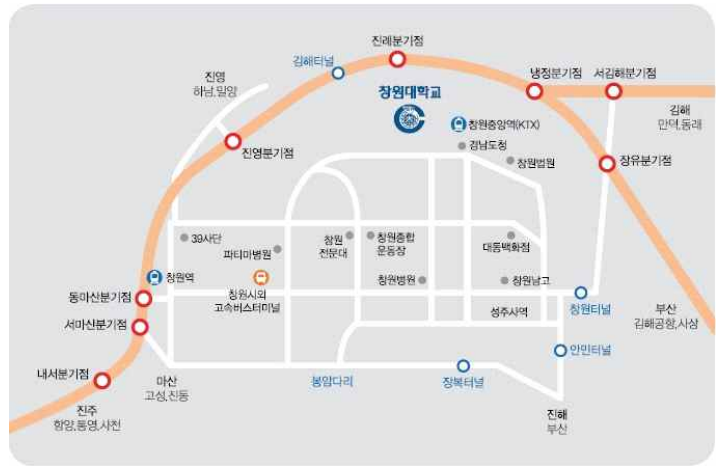 진례분기점
김해터널
냉정분기점
서김해분기점
진영
하남,밀양
창원대학교
김해
만덕,동래
창원중앙역(KTX)
경남도청
진영분기점
창원법원
장유분기점
39사단
파티마병원
창원
전문대
창원종합
운동장
대동백화점
창원역
창원시외
고속버스터미널
창원병원
창원남고
동마산분기점
성주사역
창원터널
부산
김해공항,사상
서마산분기점
안민터널
내서분기점
마산
고성,진동
봉암다리
장복터널
진주
함양,통영,사천
진해
부산